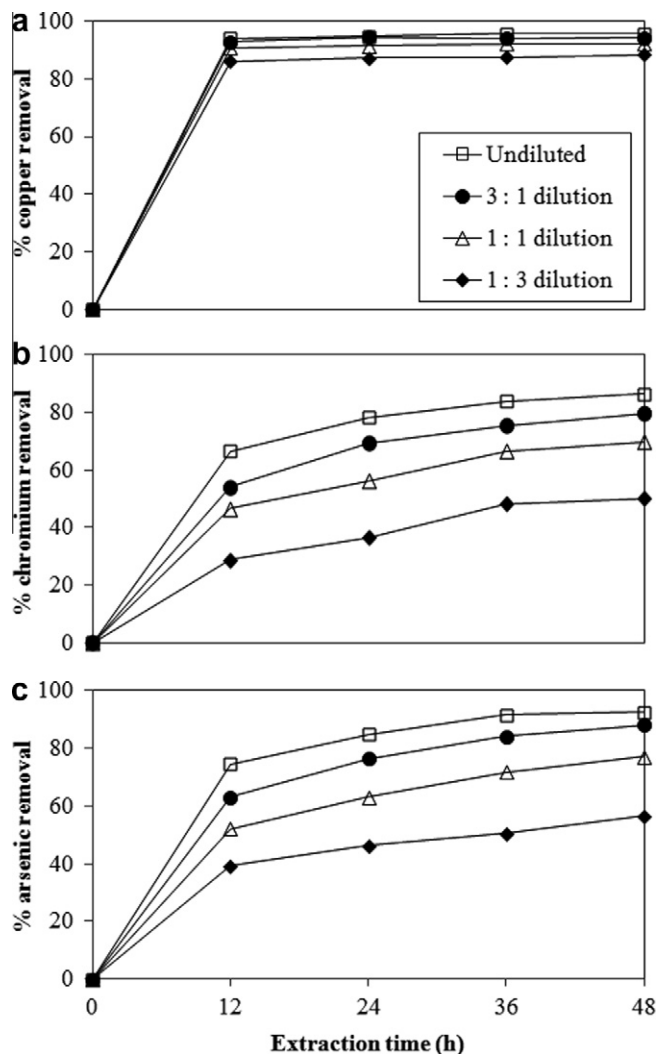 a
100
80
60
40
20
0
% copper removal
Undiluted
3 : 1 dilution
1 : 1 dilution
1 : 3 dilution
b
100
80
60
40
20
0
% chromium removal
c
100
80
60
40
20
0
% arsenic removal
0 12 24 36 48
Extraction time (h)